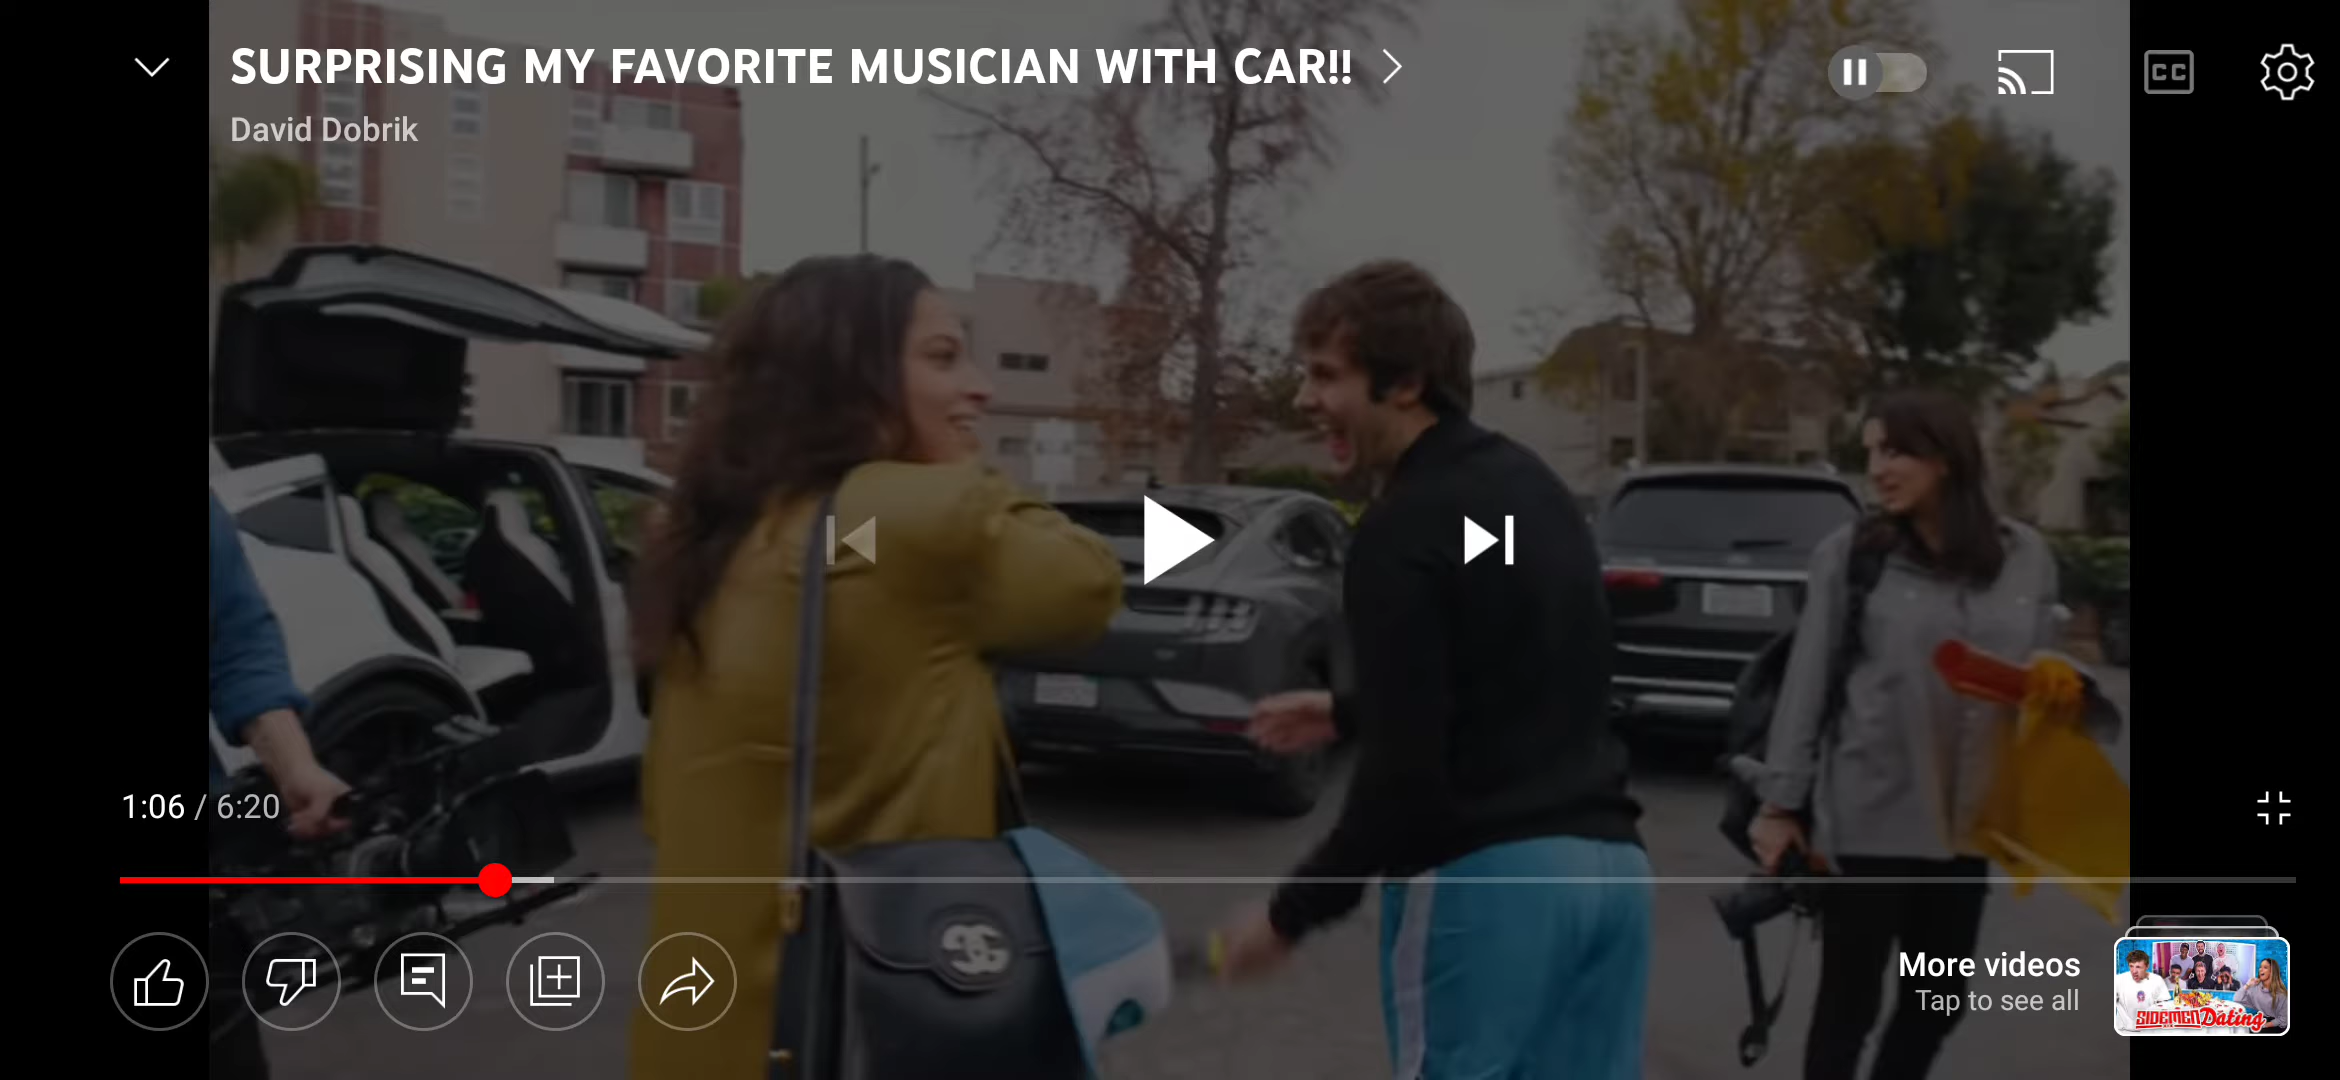 SURPRISING MY FAVORITE MUSICIAN WITH CAR!!
David Dobrik
CC
1:06 / 6:20
More videos
Tap to see all
SIDEMEN Dating